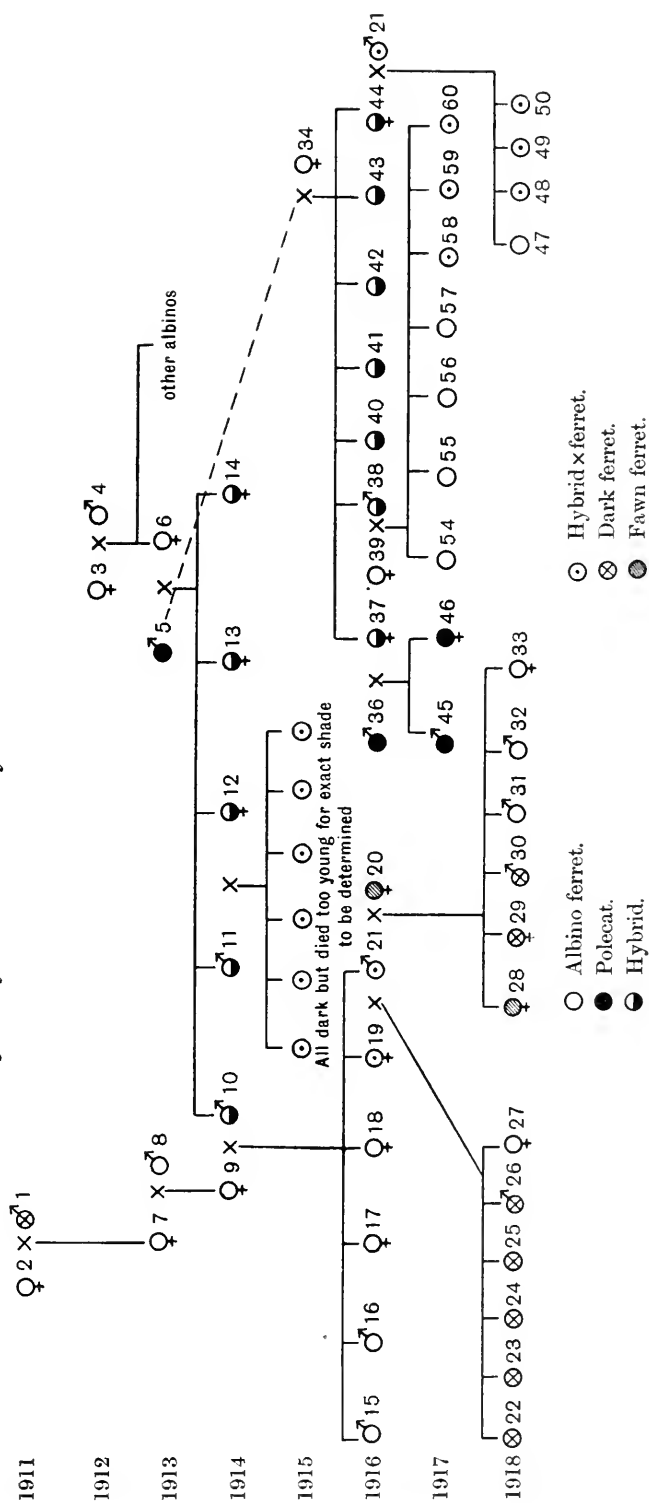 1911 2 × 1
1912 3 × 4
other albinos
1913 7 × 8 5 × 6
1914 9 × 10 11 × 12 13 14
1915 × 34
All dark but died too young for exact shade
to be determined
1916 15 16 17 18 19 × 21 × 20 36 × 37 39 × 38 40 41 42 43 44 × 21
1917 45 46 54 55 56 57 58 59 60
1918 22 23 24 25 26 27 28 29 30 31 32 33 47 48 49 50
Albino ferret.
Polecat.
Hybrid.
Hybrid × ferret.
Dark ferret.
Fawn ferret.